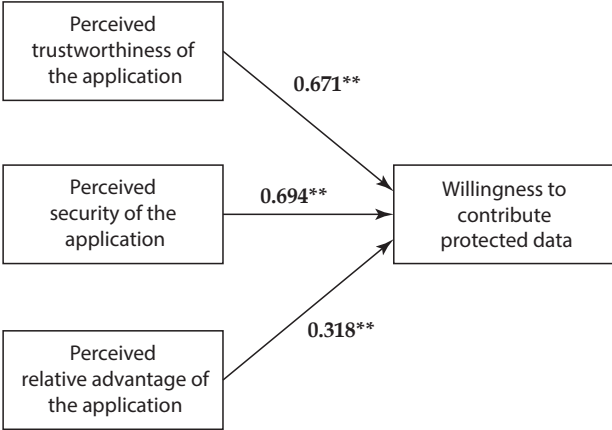 Perceived
trustworthiness of
the application
0.671**
Perceived
security of the
application
0.694**
Willingness to
contribute
protected data
0.318**
Perceived
relative advantage of
the application